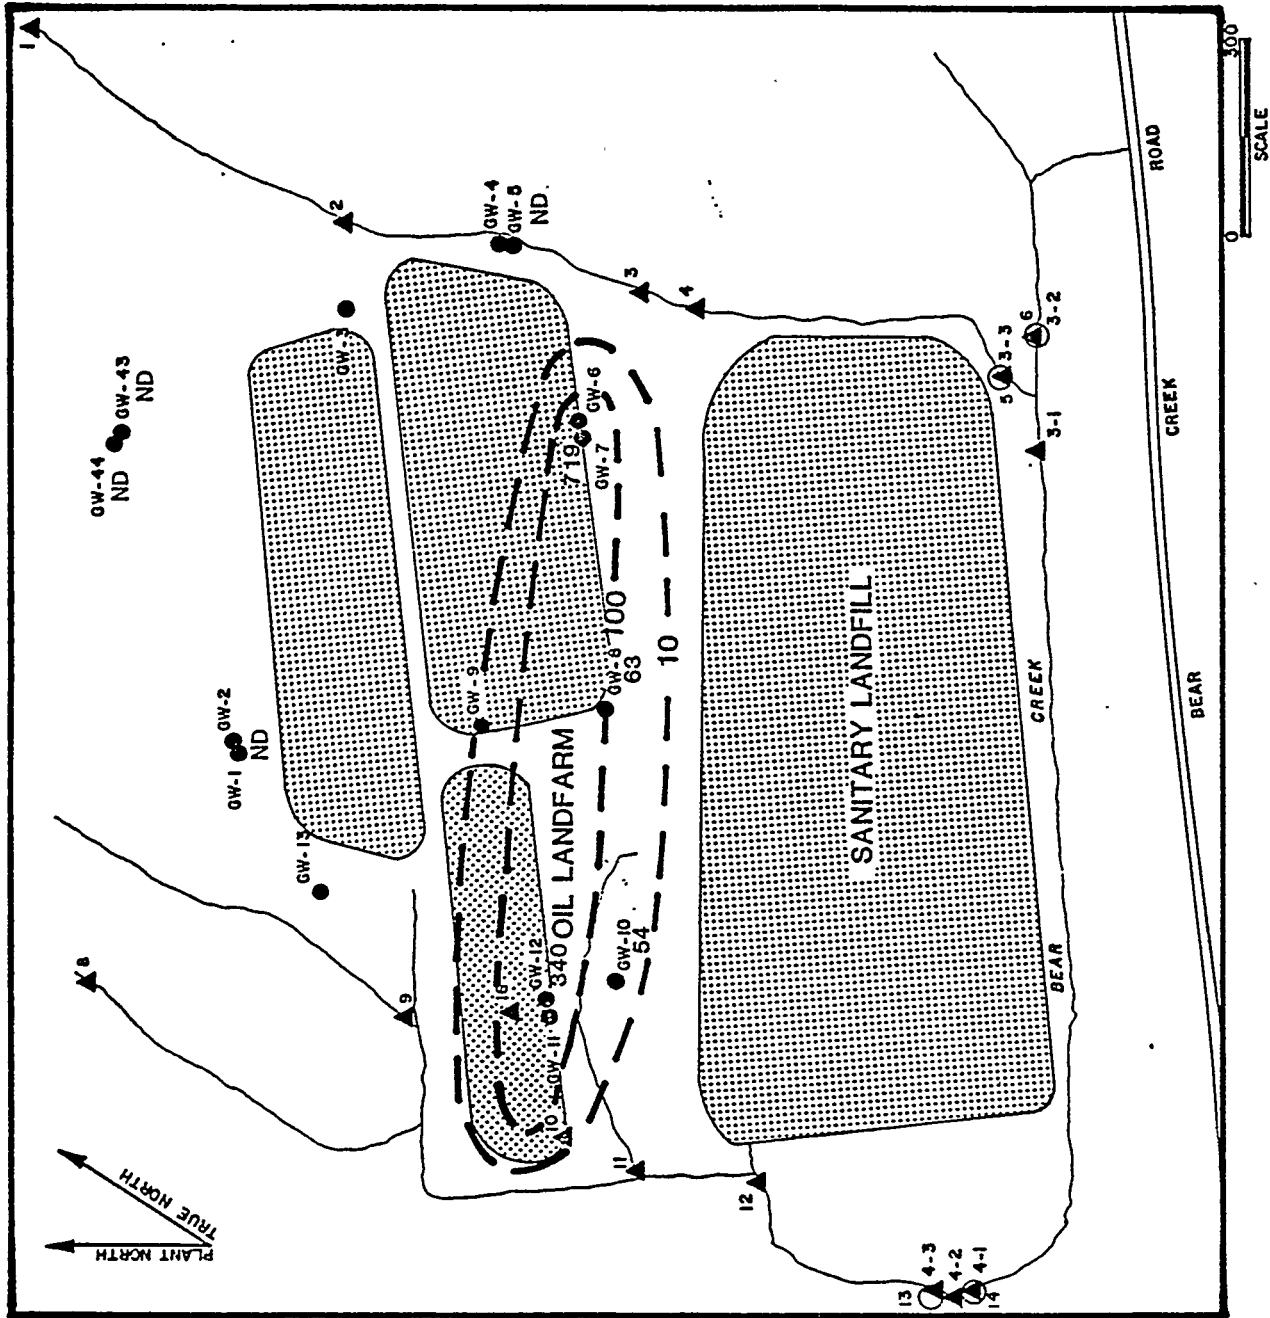 1
2
GW-4
GW-5
ND
3
4
GW-3
GW-43
ND
GW-44
ND
GW-2
GW-1
ND
GW-13
8
9
GW-6
719
GW-7
100
10
GW-9
GW-8
63
OIL LANDFARM
GW-12
340
GW-11
GW-10
54
10
11
12
SANITARY LANDFILL
5
3-3
6
3-2
3-1
BEAR
CREEK
BEAR
CREEK
ROAD
13
4-3
4-2
4-1
14
PLANT NORTH
TRUE NORTH
0
300
SCALE